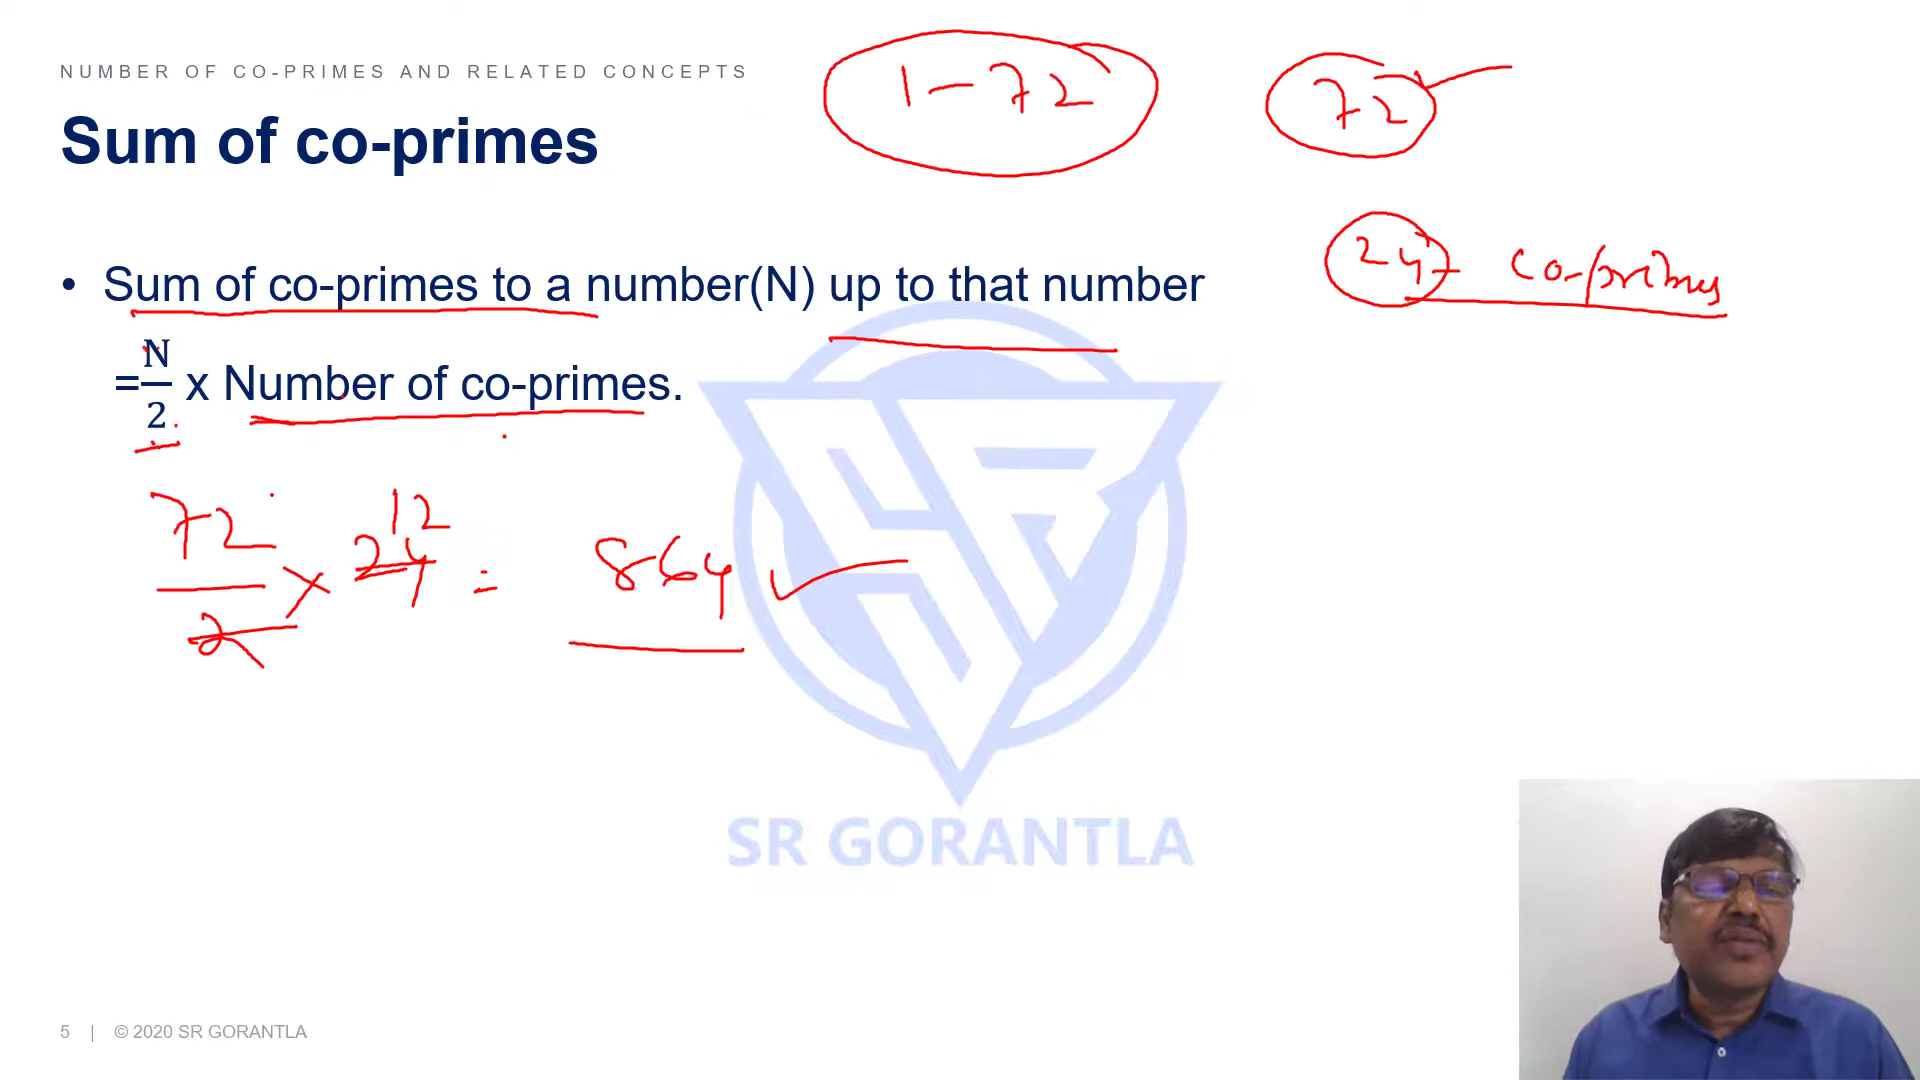 NUMBER OF CO-PRIMES AND RELATED CONCEPTS
1 - 72
72
Sum of co-primes
24 - co-primes
• Sum of co-primes to a number(N) up to that number
=N/2 x Number of co-primes.
72/2 x 24 12 = 864
SR GORANTLA
5 | © 2020 SR GORANTLA